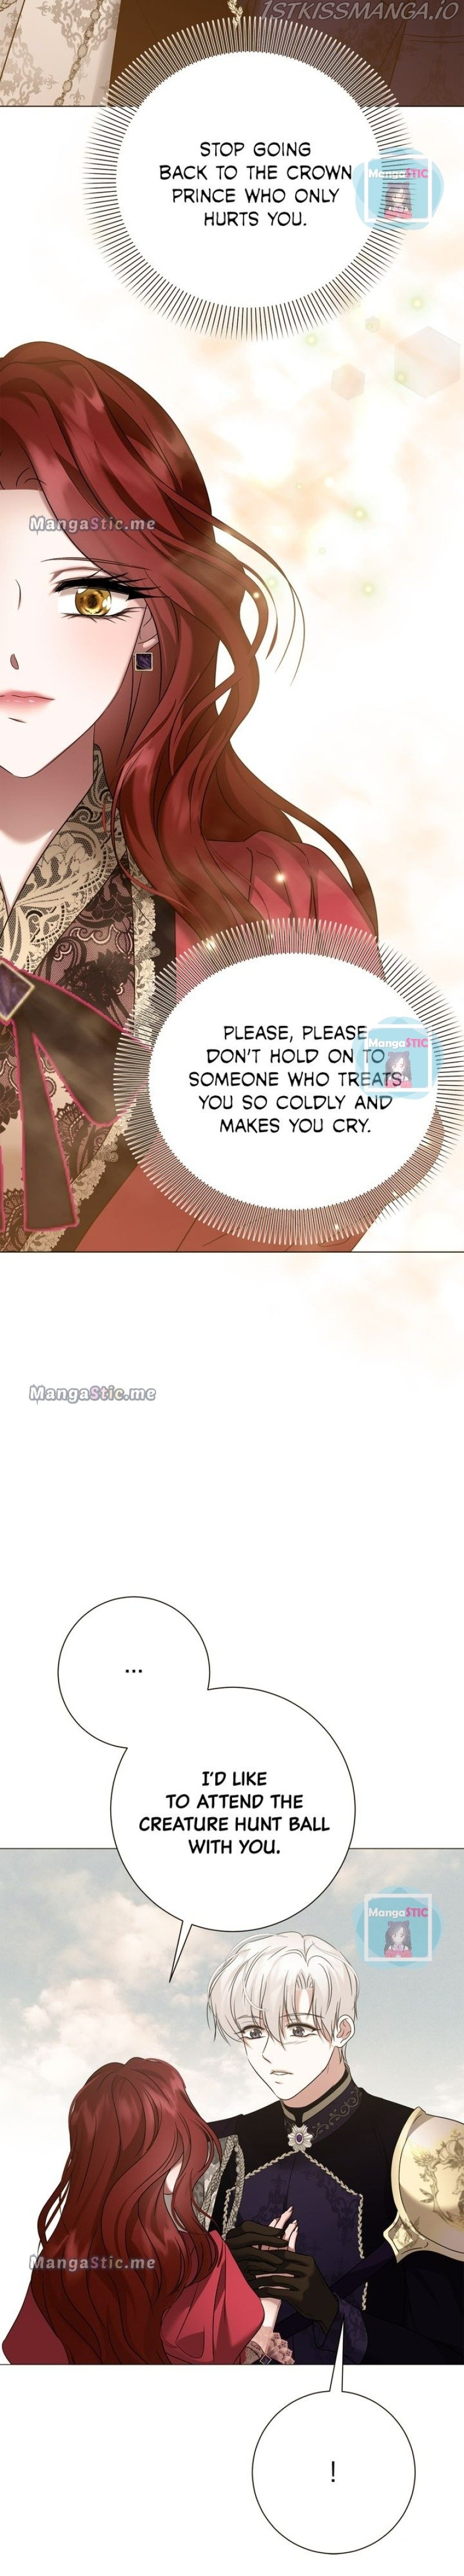 1STKISSMANGA.IO
STOP GOING
BACK TO THE CROWN
PRINCE WHO ONLY
HURTS YOU.
MangaSTIC
MangaStic.me
PLEASE, PLEASE
DON'T HOLD ON TO
SOMEONE WHO TREATS
YOU SO COLDLY AND
MAKES YOU CRY.
MangaSTIC
MangaStic.me
...
I'D LIKE
TO ATTEND THE
CREATURE HUNT BALL
WITH YOU.
MangaSTIC
MangaStic.me
!